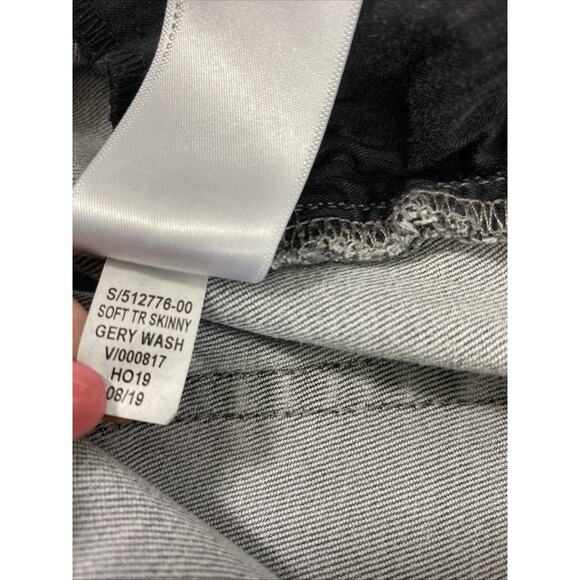 S/512776-00
SOFT TR SKINNY
GERY WASH
V/000817
HO19
08/19